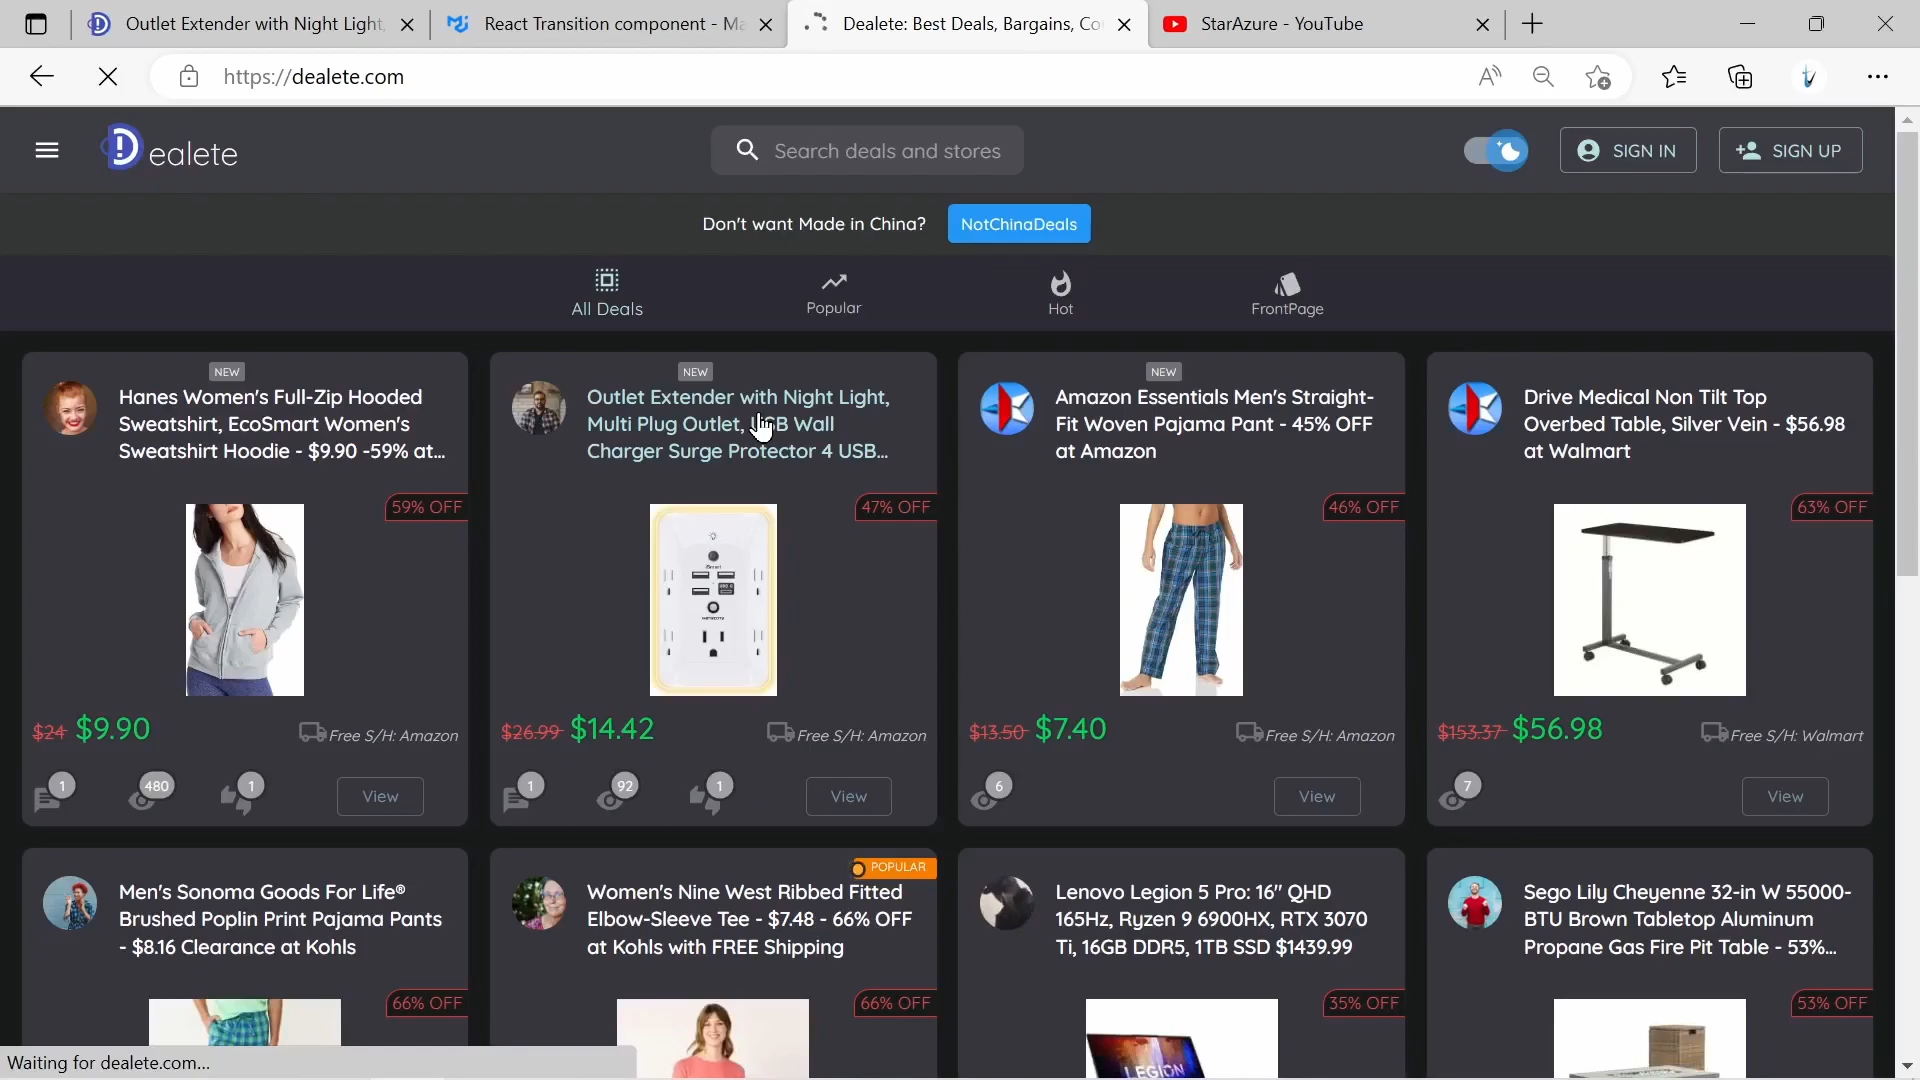 Outlet Extender with Night Light,
React Transition component - Ma
Dealete: Best Deals, Bargains, Co
StarAzure - YouTube
https://dealete.com
Dealete
Search deals and stores
SIGN IN
SIGN UP
Don't want Made in China?
NotChinaDeals
All Deals
Popular
Hot
FrontPage
NEW
Hanes Women's Full-Zip Hooded
Sweatshirt, EcoSmart Women's
Sweatshirt Hoodie - $9.90 -59% at...
59% OFF
$24 $9.90
Free S/H: Amazon
1
480
1
View
NEW
Outlet Extender with Night Light,
Multi Plug Outlet, USB Wall
Charger Surge Protector 4 USB...
47% OFF
$26.99 $14.42
Free S/H: Amazon
1
92
1
View
NEW
Amazon Essentials Men's Straight-
Fit Woven Pajama Pant - 45% OFF
at Amazon
46% OFF
$13.50 $7.40
Free S/H: Amazon
6
View
Drive Medical Non Tilt Top
Overbed Table, Silver Vein - $56.98
at Walmart
63% OFF
$153.37 $56.98
Free S/H: Walmart
7
View
Men's Sonoma Goods For Life®
Brushed Poplin Print Pajama Pants
- $8.16 Clearance at Kohls
66% OFF
POPULAR
Women's Nine West Ribbed Fitted
Elbow-Sleeve Tee - $7.48 - 66% OFF
at Kohls with FREE Shipping
66% OFF
Lenovo Legion 5 Pro: 16" QHD
165Hz, Ryzen 9 6900HX, RTX 3070
Ti, 16GB DDR5, 1TB SSD $1439.99
35% OFF
LEGION
Sego Lily Cheyenne 32-in W 55000-
BTU Brown Tabletop Aluminum
Propane Gas Fire Pit Table - 53%...
53% OFF
Waiting for dealete.com...